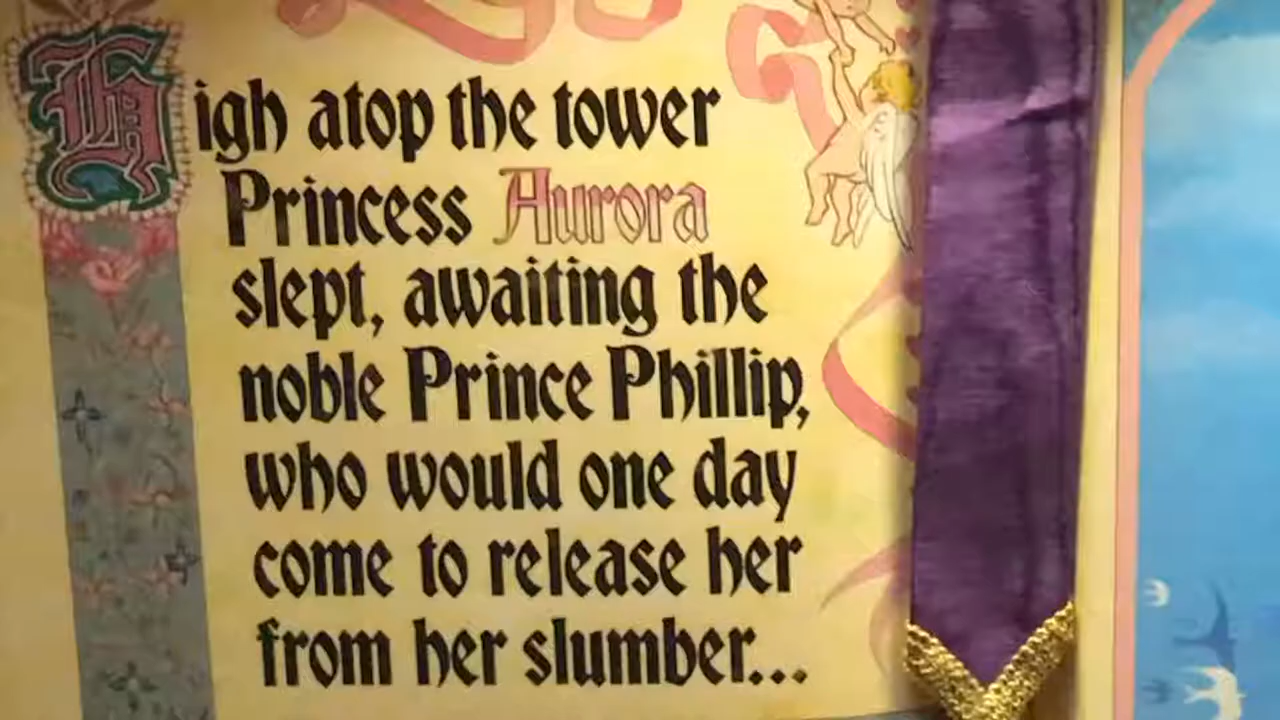 High atop the tower
Princess Aurora
slept, awaiting the
noble Prince Phillip,
who would one day
come to release her
from her slumber...